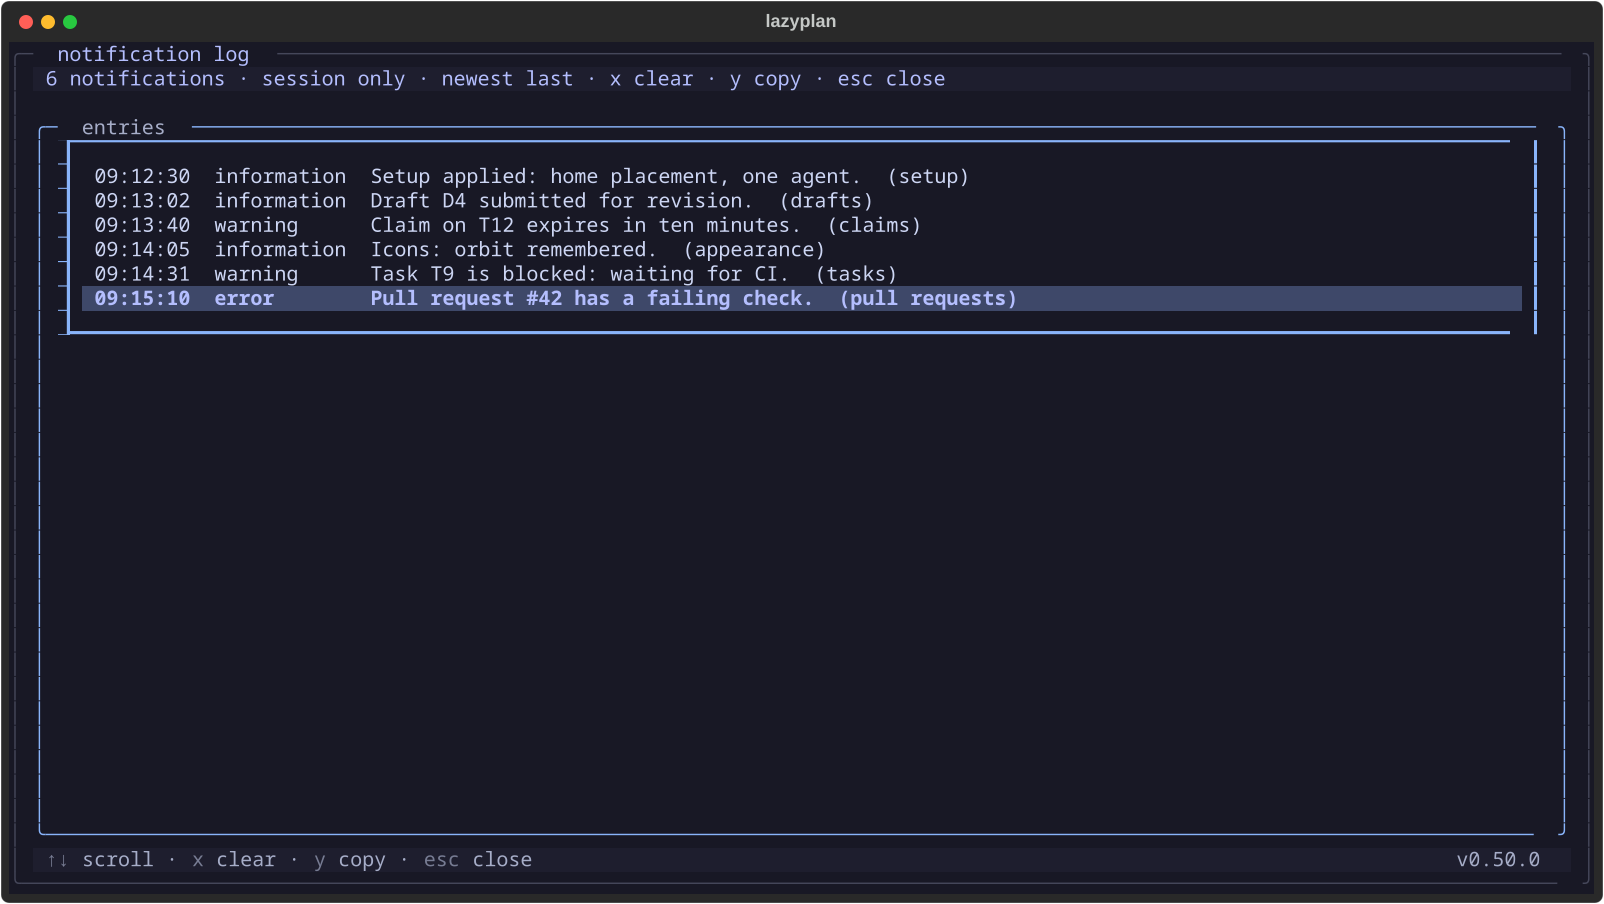 lazyplan
notification log
6 notifications · session only · newest last · x clear · y copy · esc close
entries
09:12:30  information  Setup applied: home placement, one agent.  (setup)
09:13:02  information  Draft D4 submitted for revision.  (drafts)
09:13:40  warning      Claim on T12 expires in ten minutes.  (claims)
09:14:05  information  Icons: orbit remembered.  (appearance)
09:14:31  warning      Task T9 is blocked: waiting for CI.  (tasks)
09:15:10  error        Pull request #42 has a failing check.  (pull requests)
↑↓ scroll · x clear · y copy · esc close  v0.50.0